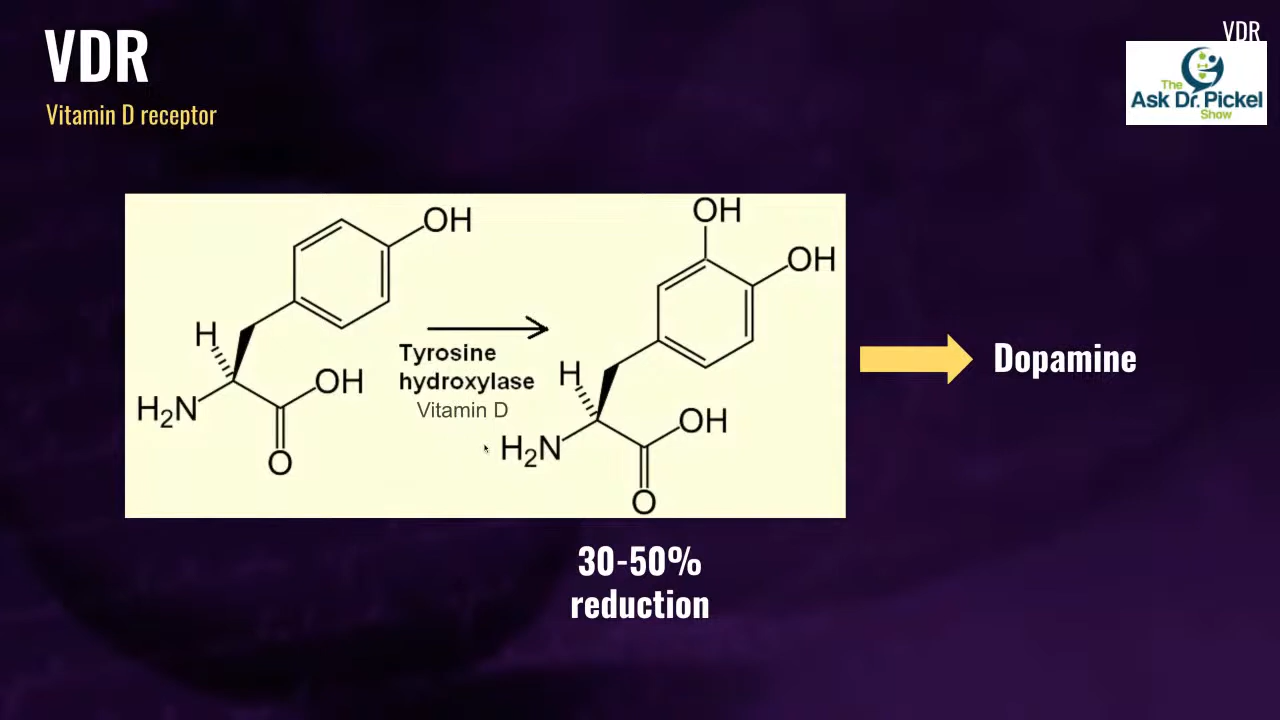 VDR
VDR
Vitamin D receptor
The
Ask Dr. Pickel
Show
OH
H
OH
H₂N
O
Tyrosine
hydroxylase
Vitamin D
OH
OH
H
OH
H₂N
O
Dopamine
30-50%
reduction